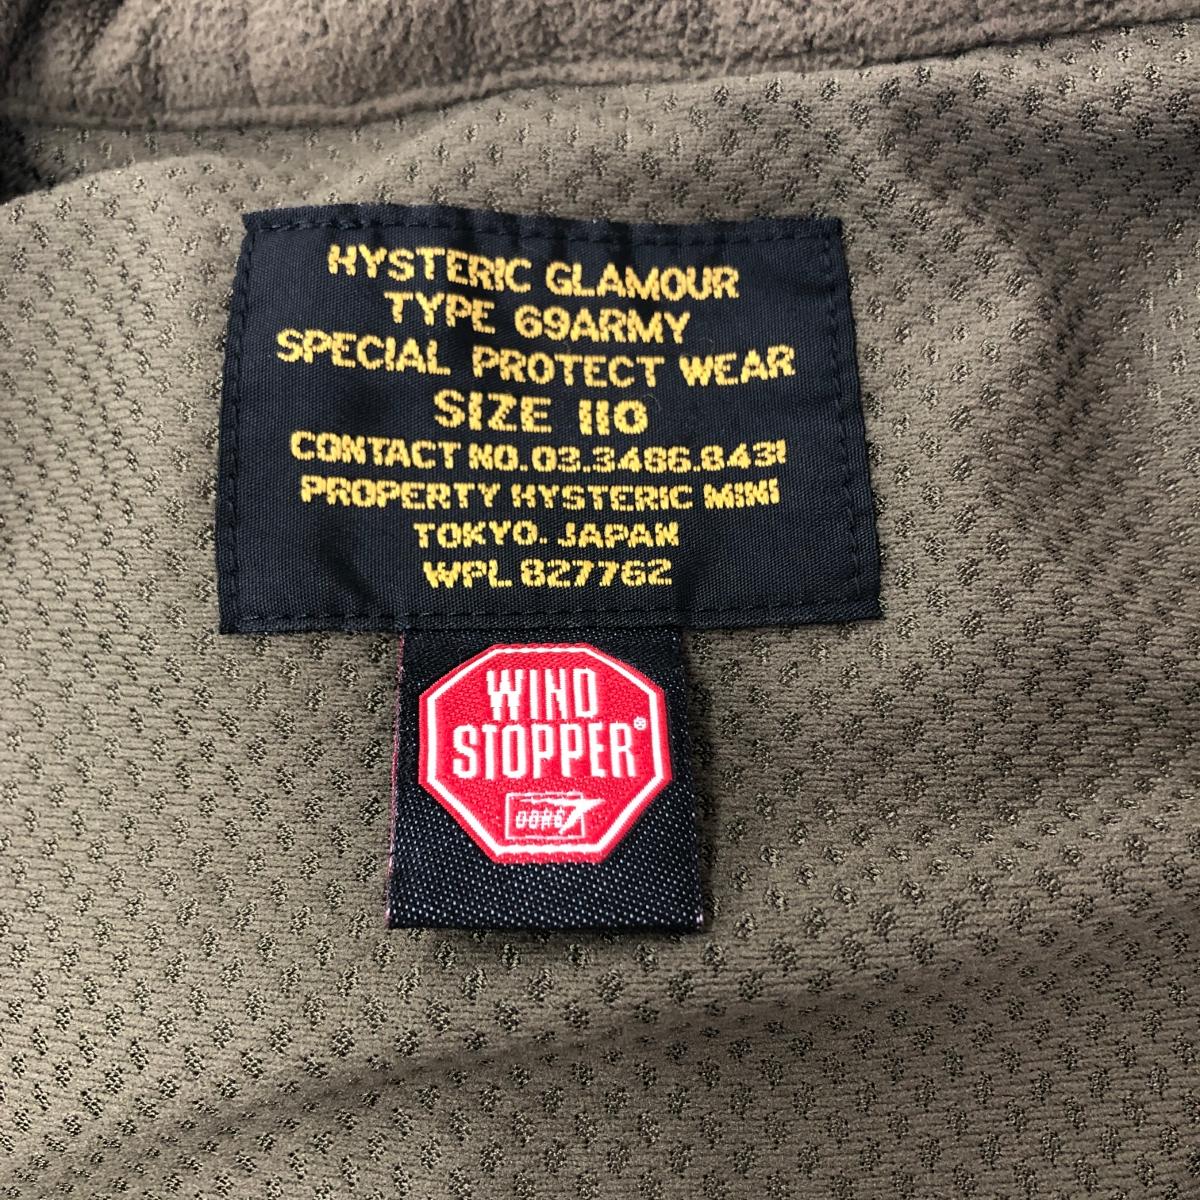 HYSTERIC GLAMOUR
TYPE 69ARMY
SPECIAL PROTECT WEAR
SIZE 110
CONTACT NO.03.3486.8431
PROPERTY HYSTERIC MINI
TOKYO. JAPAN
WPL 827762
WIND
STOPPER®
GORE